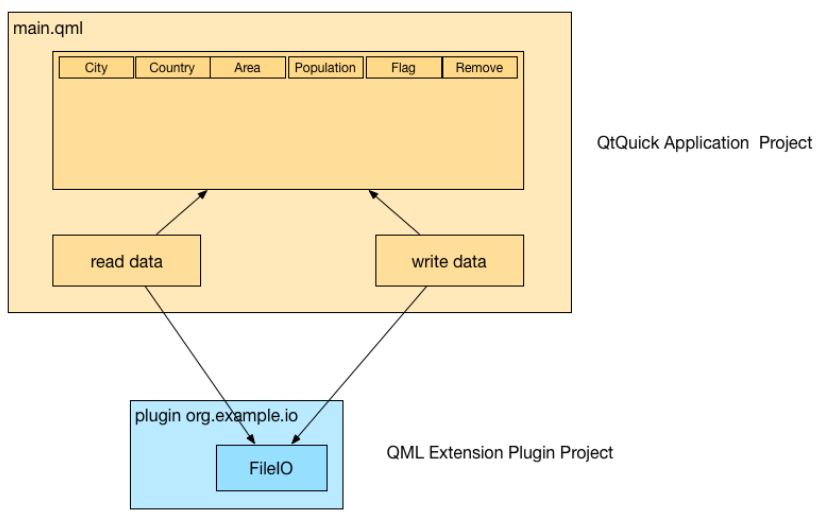 main.qml
City Country Area Population Flag Remove
QtQuick Application  Project
read data write data
plugin org.example.io
QML Extension Plugin Project
FileIO